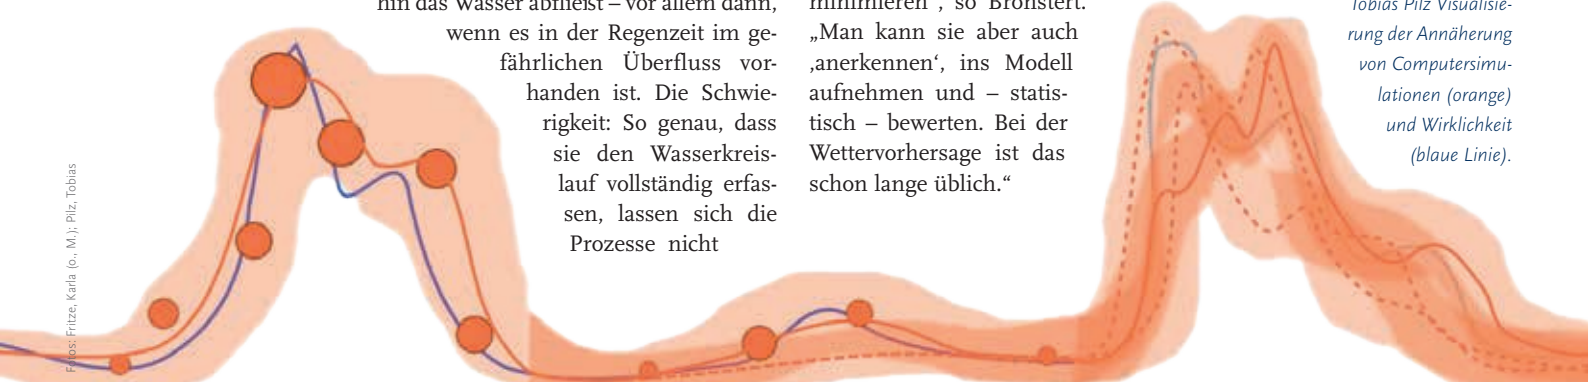 hin das Wasser abfließt – vor allem dann,
wenn es in der Regenzeit im ge-
fährlichen Überfluss vor-
handen ist. Die Schwie-
rigkeit: So genau, dass
sie den Wasserkreis-
lauf vollständig erfas-
sen, lassen sich die
Prozesse nicht
minimieren“, so Bronstert.
„Man kann sie aber auch
‚anerkennen‘, ins Modell
aufnehmen und – statis-
tisch – bewerten. Bei der
Wettervorhersage ist das
schon lange üblich.“
Tobias Pilz Visualisie-
rung der Annäherung
von Computersimu-
lationen (orange)
und Wirklichkeit
(blaue Linie).
Fotos: Fritze, Karla (o., M.); Pilz, Tobias